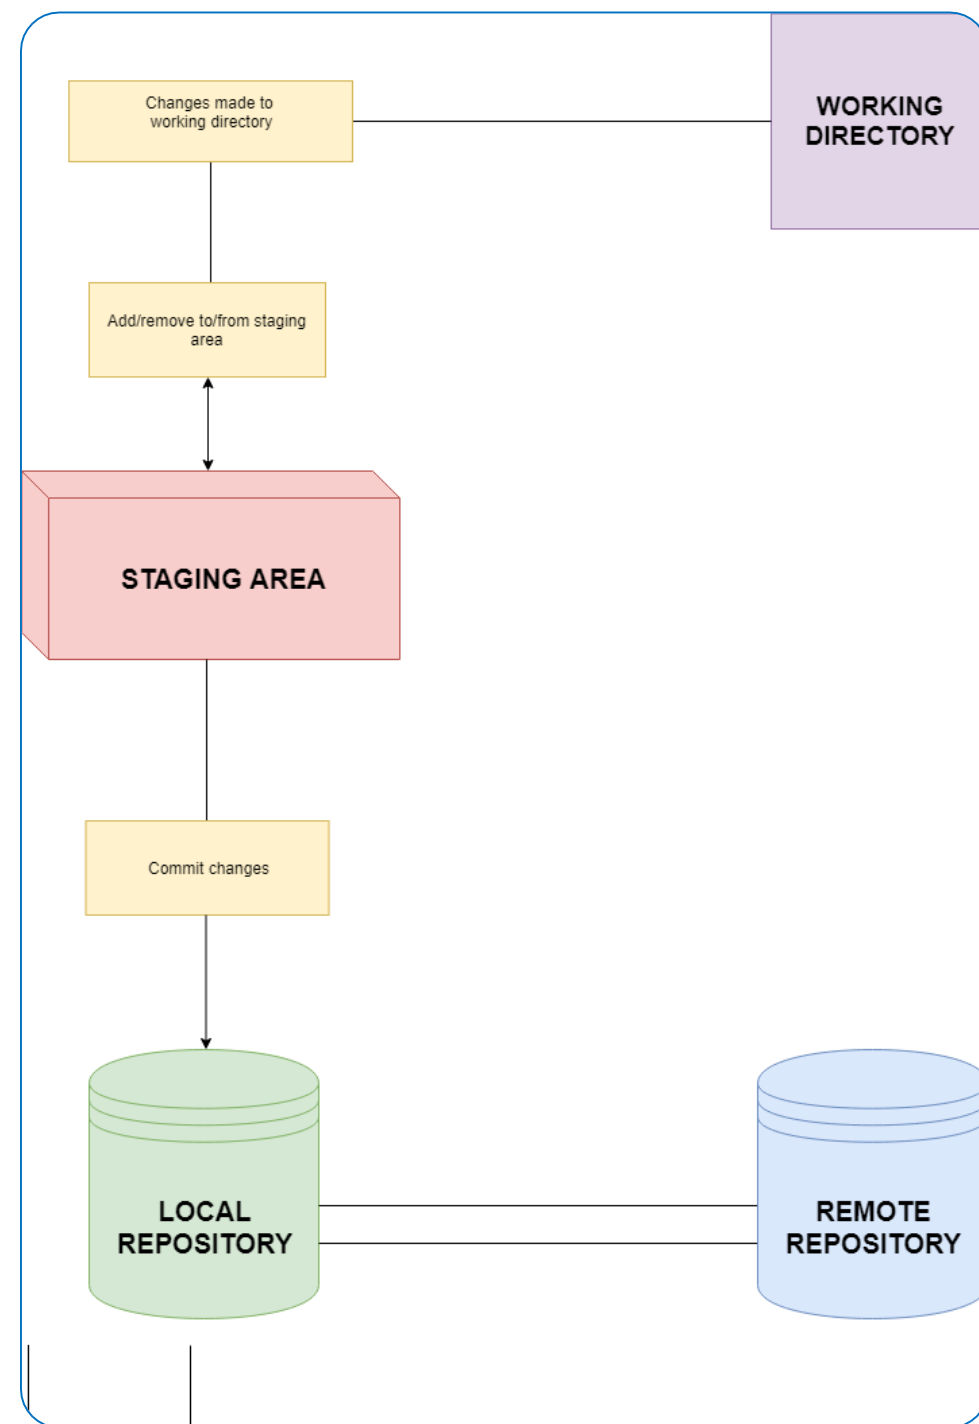 Changes made to
working directory
WORKING
DIRECTORY
Add/remove to/from staging
area
STAGING AREA
Commit changes
LOCAL
REPOSITORY
REMOTE
REPOSITORY